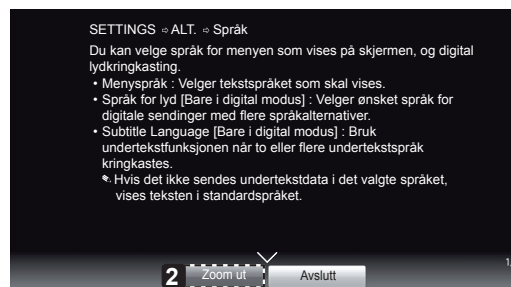 SETTINGS ⇨ ALT. ⇨ Språk
Du kan velge språk for menyen som vises på skjermen, og digital
lydkringkasting.
• Menyspråk : Velger tekstspråket som skal vises.
• Språk for lyd [Bare i digital modus] : Velger ønsket språk for
digitale sendinger med flere språkalternativer.
• Subtitle Language [Bare i digital modus] : Bruk
undertekstfunksjonen når to eller flere undertekstspråk
kringkastes.
✎Hvis det ikke sendes undertekstdata i det valgte språket,
vises teksten i standardspråket.
2 Zoom ut Avslutt